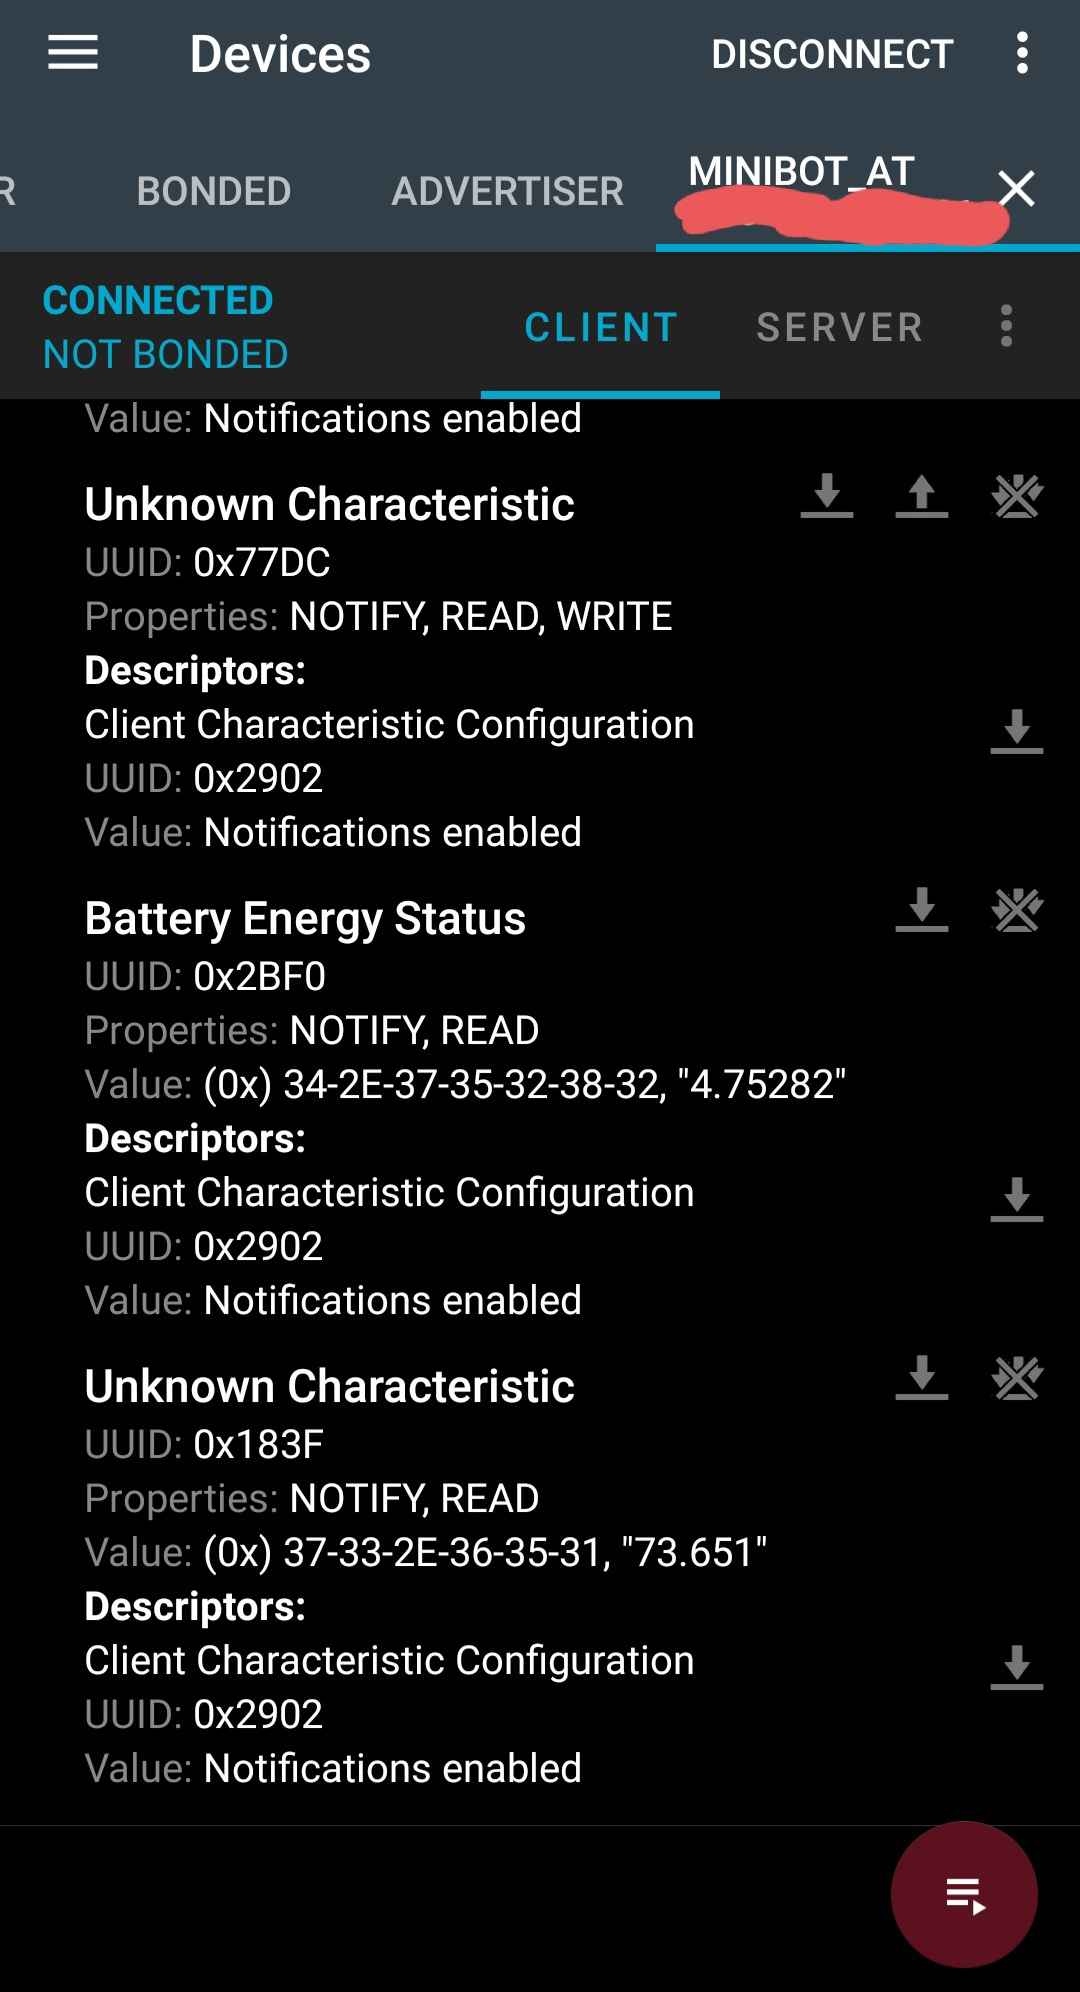 Devices
DISCONNECT
R
BONDED
ADVERTISER
MINIBOT_AT
CONNECTED
NOT BONDED
CLIENT
SERVER
Value: Notifications enabled
Unknown Characteristic
UUID: 0x77DC
Properties: NOTIFY, READ, WRITE
Descriptors:
Client Characteristic Configuration
UUID: 0x2902
Value: Notifications enabled
Battery Energy Status
UUID: 0x2BF0
Properties: NOTIFY, READ
Value: (0x) 34-2E-37-35-32-38-32, "4.75282"
Descriptors:
Client Characteristic Configuration
UUID: 0x2902
Value: Notifications enabled
Unknown Characteristic
UUID: 0x183F
Properties: NOTIFY, READ
Value: (0x) 37-33-2E-36-35-31, "73.651"
Descriptors:
Client Characteristic Configuration
UUID: 0x2902
Value: Notifications enabled